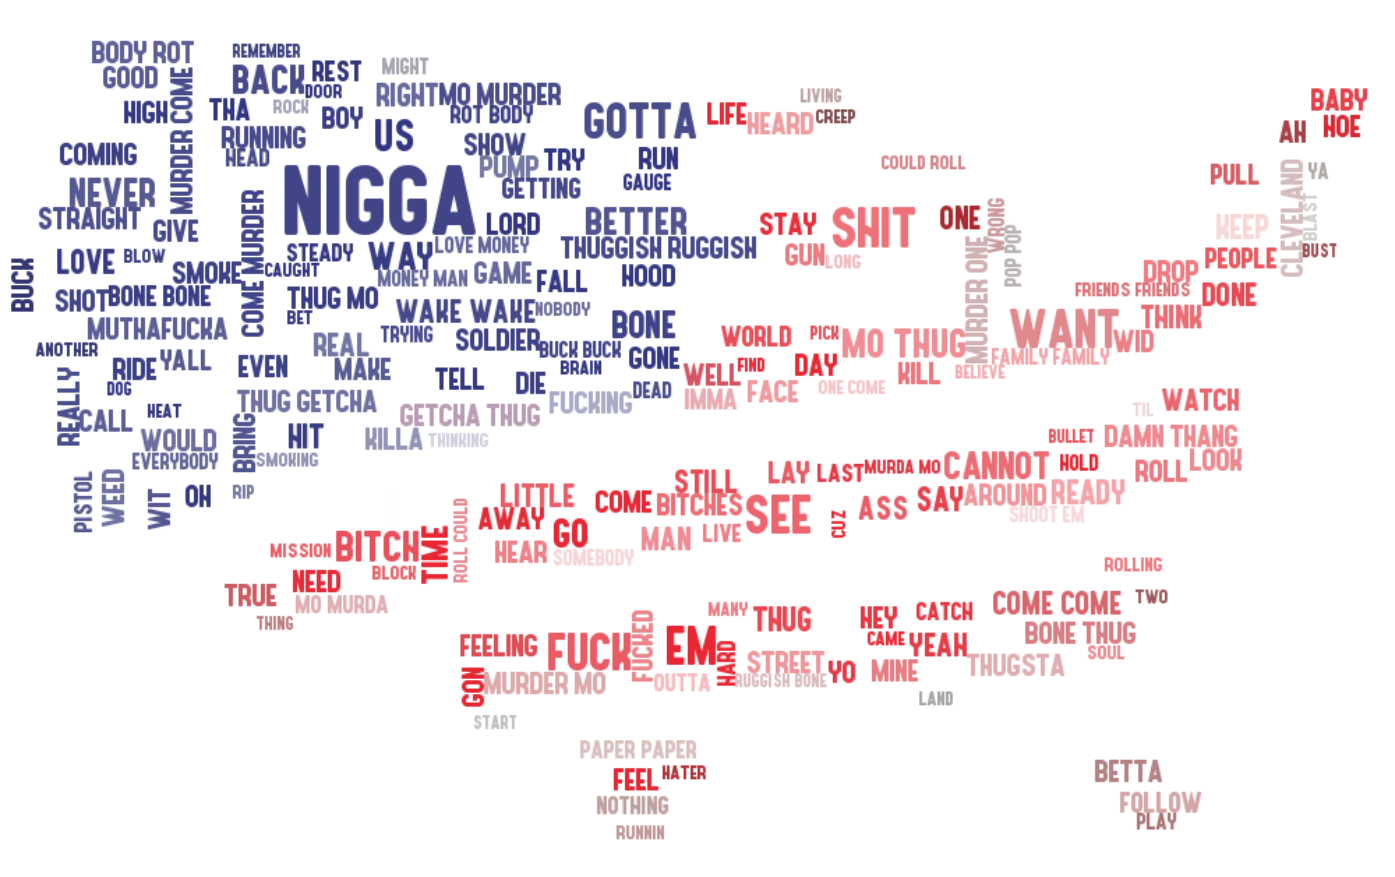 BODY ROT
REMEMBER
GOOD
MURDER COME
BACK
REST
MIGHT
DOOR
HIGH
THA
ROCK
BOY
RIGHT
MO MURDER
ROT BODY
GOTTA
LIFE
HEARD
LIVING
CREEP
BABY
AH
HOE
COMING
RUNNING
HEAD
US
SHOW
PUMP
TRY
RUN
COULD ROLL
PULL
CLEVELAND
YA
NEVER
COME MURDER
NIGGA
GETTING
GAUGE
STRAIGHT
GIVE
LORD
BETTER
STAY
SHIT
ONE
WRONG
POP POP
KEEP
BLAST
BUCK
LOVE
BLOW
SMOKE
STEADY
CAUGHT
WAY
LOVE MONEY
THUGGISH RUGGISH
GUN
LONG
MURDER ONE
PEOPLE
BUST
MONEY MAN
GAME
FALL
HOOD
DROP
SHOT
BONE BONE
THUG MO
FRIENDS FRIENDS
DONE
BET
WAKE WAKE
NOBODY
BONE
WANT
THINK
MUTHAFUCKA
TRYING
SOLDIER
WORLD
PICK
MO THUG
WID
ANOTHER
YALL
REAL
BUCK BUCK
GONE
FAMILY FAMILY
RIDE
EVEN
MAKE
BRAIN
WELL
FIND
DAY
KILL
BELIEVE
DOG
TELL
DIE
DEAD
IMMA
FACE
ONE COME
REALLY
CALL
HEAT
THUG GETCHA
GETCHA THUG
FUCKING
TIL
WATCH
WOULD
BRING
HIT
KILLA
THINKING
BULLET
DAMN THANG
EVERYBODY
SMOKING
STILL
LAY
LAST
MURDA MO
CANNOT
HOLD
ROLL
LOOK
PISTOL
WEED
WIT
OH
RIP
LITTLE
COME
BITCHES
SEE
CUZ
ASS
SAY
AROUND
READY
SHOOT EM
AWAY
GO
MAN
LIVE
MISSION
BITCH
TIME
ROLL COULD
HEAR
SOMEBODY
BLOCK
ROLLING
TRUE
NEED
MO MURDA
THING
MANY
THUG
HEY
CATCH
COME COME
TWO
FEELING
FUCK
FUCKED
EM
HARD
CAME
YEAH
BONE THUG
SOUL
GON
MURDER MO
OUTTA
STREET
RUGGISH BONE
YO
MINE
THUGSTA
LAND
START
PAPER PAPER
FEEL
HATER
BETTA
NOTHING
FOLLOW
RUNNIN
PLAY